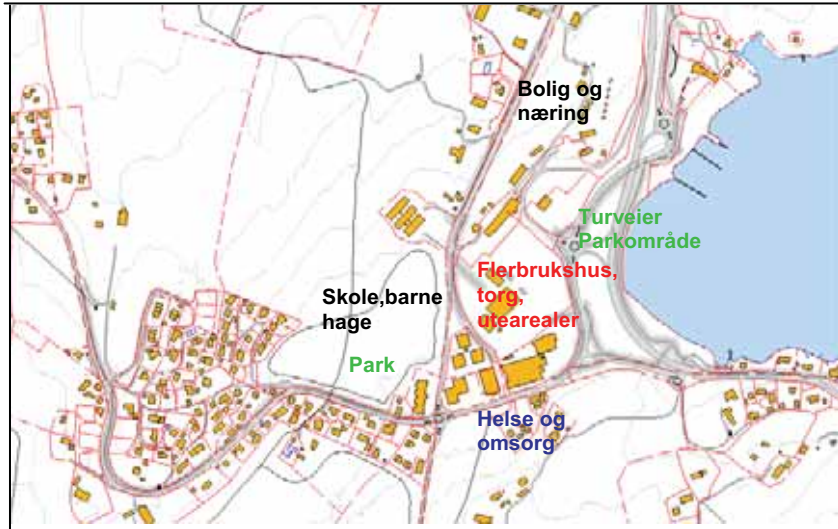 Bolig og
næring
Turveier
Parkområde
Flerbrukshus,
torg,
utearealer
Skole,barne
hage
Park
Helse og
omsorg